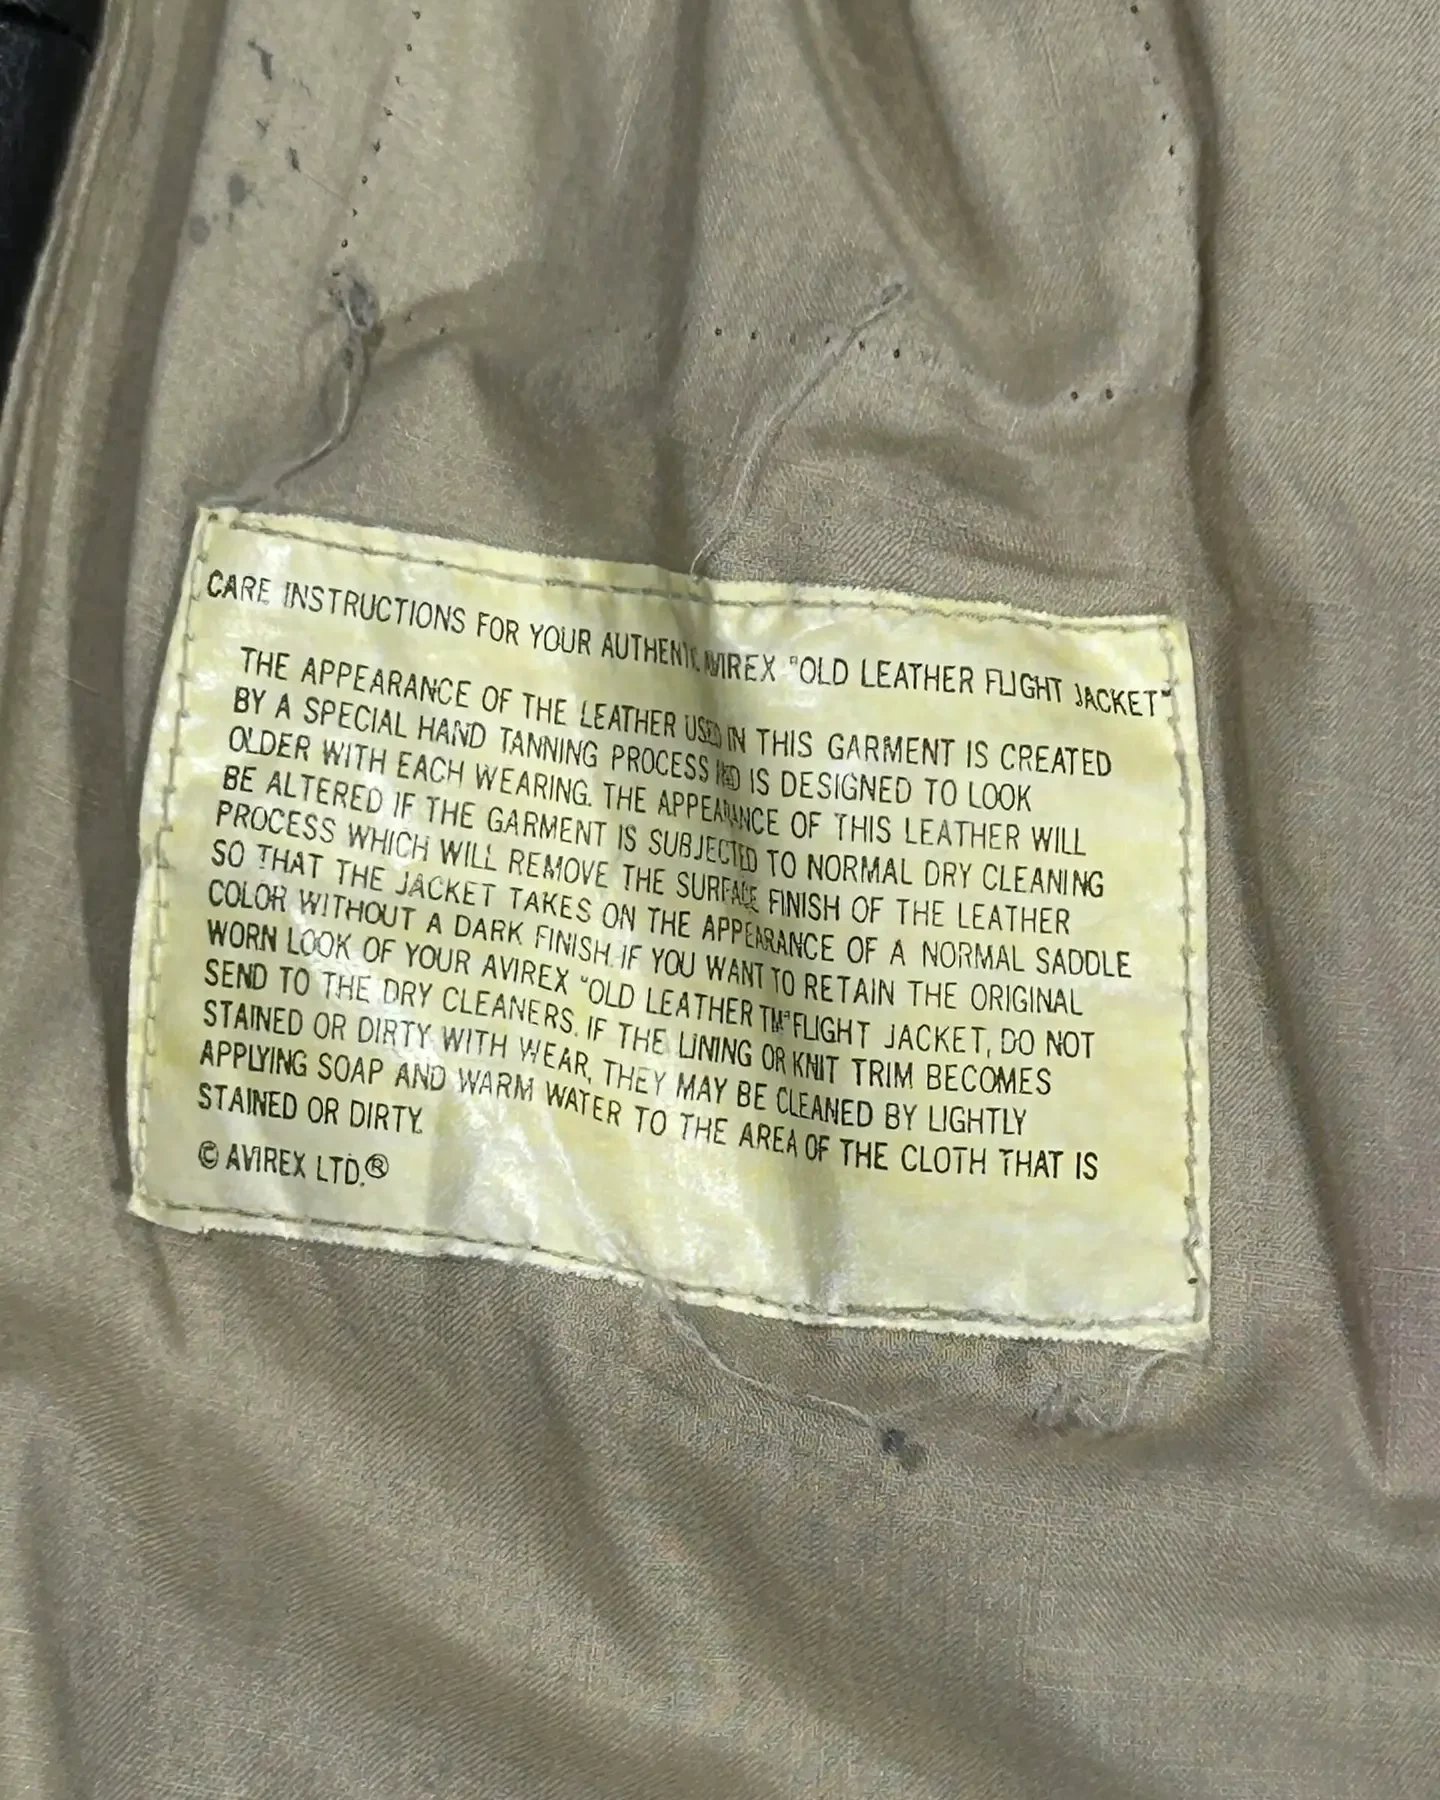 CARE INSTRUCTIONS FOR YOUR AUTHENTIC AVIREX "OLD LEATHER FLIGHT JACKET"
THE APPEARANCE OF THE LEATHER USED IN THIS GARMENT IS CREATED
BY A SPECIAL HAND TANNING PROCESS AND IS DESIGNED TO LOOK
OLDER WITH EACH WEARING. THE APPEARANCE OF THIS LEATHER WILL
BE ALTERED IF THE GARMENT IS SUBJECTED TO NORMAL DRY CLEANING
PROCESS WHICH WILL REMOVE THE SURFACE FINISH OF THE LEATHER
SO THAT THE JACKET TAKES ON THE APPEARANCE OF A NORMAL SADDLE
COLOR WITHOUT A DARK FINISH. IF YOU WANT TO RETAIN THE ORIGINAL
WORN LOOK OF YOUR AVIREX "OLD LEATHER TM" FLIGHT JACKET, DO NOT
SEND TO THE DRY CLEANERS. IF THE LINING OR KNIT TRIM BECOMES
STAINED OR DIRTY WITH WEAR, THEY MAY BE CLEANED BY LIGHTLY
APPLYING SOAP AND WARM WATER TO THE AREA OF THE CLOTH THAT IS
STAINED OR DIRTY.
© AVIREX LTD.®